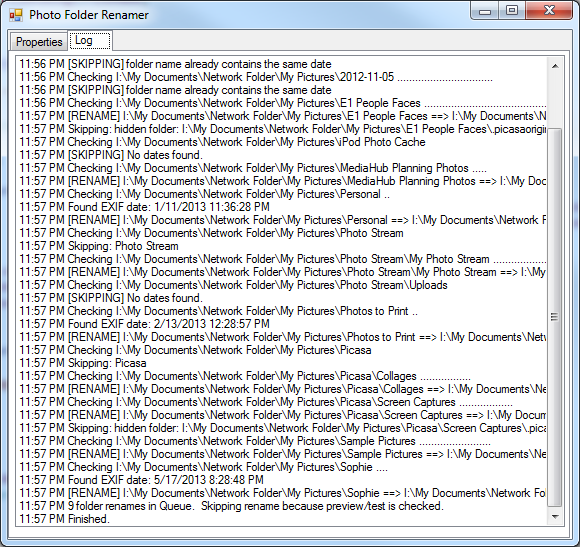 Photo Folder Renamer
Properties Log
11:56 PM [SKIPPING] folder name already contains the same date
11:56 PM Checking I:\My Documents\Network Folder\My Pictures\2012-11-05 ................................
11:56 PM [SKIPPING] folder name already contains the same date
11:56 PM Checking I:\My Documents\Network Folder\My Pictures\E1 People Faces ..........................................
11:57 PM [RENAME] I:\My Documents\Network Folder\My Pictures\E1 People Faces ==> I:\My Documents\N
11:57 PM Skipping: hidden folder: I:\My Documents\Network Folder\My Pictures\E1 People Faces\.picasaorigin
11:57 PM Checking I:\My Documents\Network Folder\My Pictures\iPod Photo Cache
11:57 PM [SKIPPING] No dates found.
11:57 PM Checking I:\My Documents\Network Folder\My Pictures\MediaHub Planning Photos .....
11:57 PM [RENAME] I:\My Documents\Network Folder\My Pictures\MediaHub Planning Photos ==> I:\My Doc
11:57 PM Checking I:\My Documents\Network Folder\My Pictures\Personal ..
11:57 PM Found EXIF date: 1/11/2013 11:36:28 PM
11:57 PM [RENAME] I:\My Documents\Network Folder\My Pictures\Personal ==> I:\My Documents\Network F
11:57 PM Checking I:\My Documents\Network Folder\My Pictures\Photo Stream
11:57 PM Skipping: Photo Stream
11:57 PM Checking I:\My Documents\Network Folder\My Pictures\Photo Stream\My Photo Stream ...................
11:57 PM [RENAME] I:\My Documents\Network Folder\My Pictures\Photo Stream\My Photo Stream ==> I:\M
11:57 PM Checking I:\My Documents\Network Folder\My Pictures\Photo Stream\Uploads
11:57 PM [SKIPPING] No dates found.
11:57 PM Checking I:\My Documents\Network Folder\My Pictures\Photos to Print ..
11:57 PM Found EXIF date: 2/13/2013 12:28:57 PM
11:57 PM [RENAME] I:\My Documents\Network Folder\My Pictures\Photos to Print ==> I:\My Documents\Netw
11:57 PM Checking I:\My Documents\Network Folder\My Pictures\Picasa
11:57 PM Skipping: Picasa
11:57 PM Checking I:\My Documents\Network Folder\My Pictures\Picasa\Collages .................
11:57 PM [RENAME] I:\My Documents\Network Folder\My Pictures\Picasa\Collages ==> I:\My Documents\Ne
11:57 PM Checking I:\My Documents\Network Folder\My Pictures\Picasa\Screen Captures ..................
11:57 PM [RENAME] I:\My Documents\Network Folder\My Pictures\Picasa\Screen Captures ==> I:\My Docum
11:57 PM Skipping: hidden folder: I:\My Documents\Network Folder\My Pictures\Picasa\Screen Captures\.pica
11:57 PM Checking I:\My Documents\Network Folder\My Pictures\Sample Pictures ........................
11:57 PM [RENAME] I:\My Documents\Network Folder\My Pictures\Sample Pictures ==> I:\My Documents\Ne
11:57 PM Checking I:\My Documents\Network Folder\My Pictures\Sophie ....
11:57 PM Found EXIF date: 5/17/2013 8:28:48 PM
11:57 PM [RENAME] I:\My Documents\Network Folder\My Pictures\Sophie ==> I:\My Documents\Network Fol
11:57 PM 9 folder renames in Queue.  Skipping rename because preview/test is checked.
11:57 PM Finished.